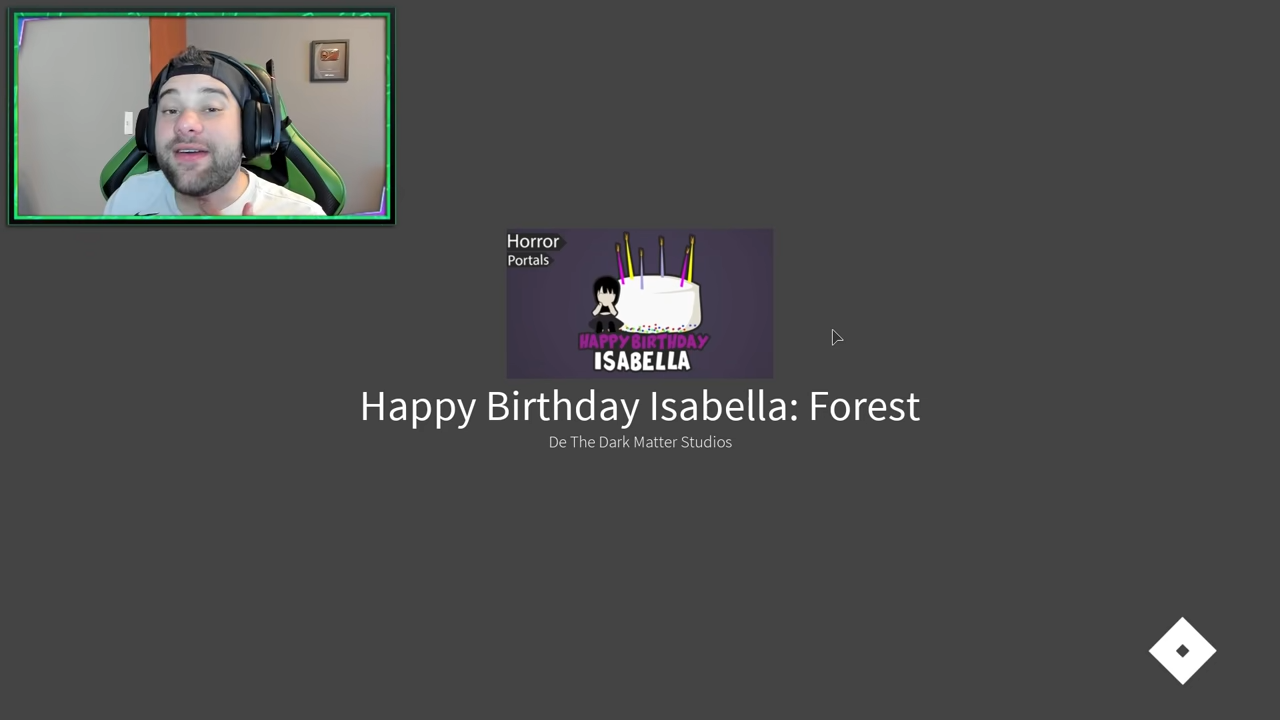 Horror
Portals
HAPPY BIRTHDAY
ISABELLA
Happy Birthday Isabella: Forest
De The Dark Matter Studios